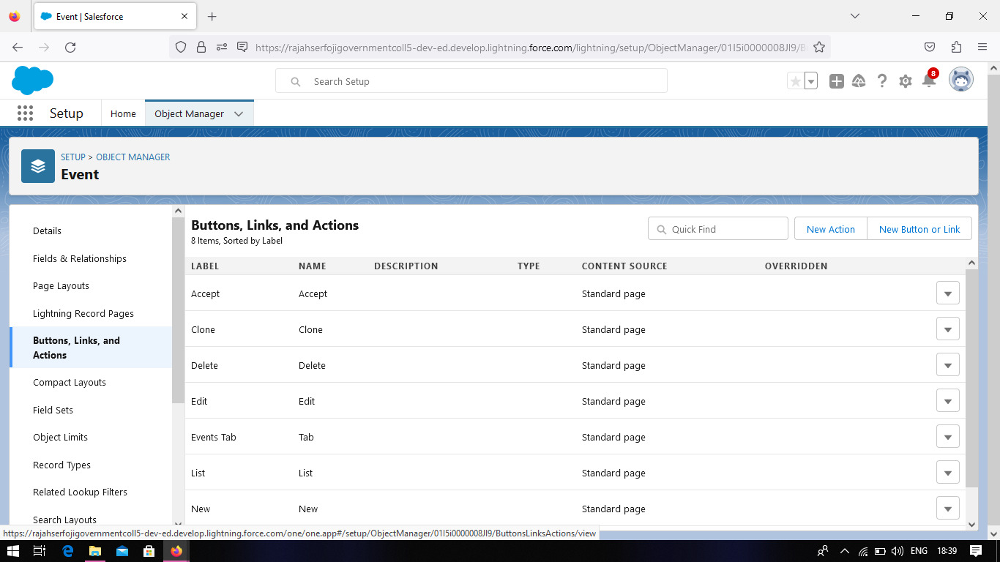 Event | Salesforce
https://rajahserfojigovernmentcoll5-dev-ed.develop.lightning.force.com/lightning/setup/ObjectManager/01I5i0000008JI9/B
Search Setup
8
Setup
Home
Object Manager
SETUP > OBJECT MANAGER
Event
Details
Fields & Relationships
Page Layouts
Lightning Record Pages
Buttons, Links, and
Actions
Compact Layouts
Field Sets
Object Limits
Record Types
Related Lookup Filters
Search Layouts
Buttons, Links, and Actions
8 Items, Sorted by Label
Quick Find
New Action
New Button or Link
LABEL NAME DESCRIPTION TYPE CONTENT SOURCE OVERRIDDEN
Accept Accept Standard page
Clone Clone Standard page
Delete Delete Standard page
Edit Edit Standard page
Events Tab Tab Standard page
List List Standard page
New New Standard page
https://rajahserfojigovernmentcoll5-dev-ed.develop.lightning.force.com/one/one.app#/setup/ObjectManager/01I5i0000008JI9/ButtonsLinksActions/view
ENG 18:39